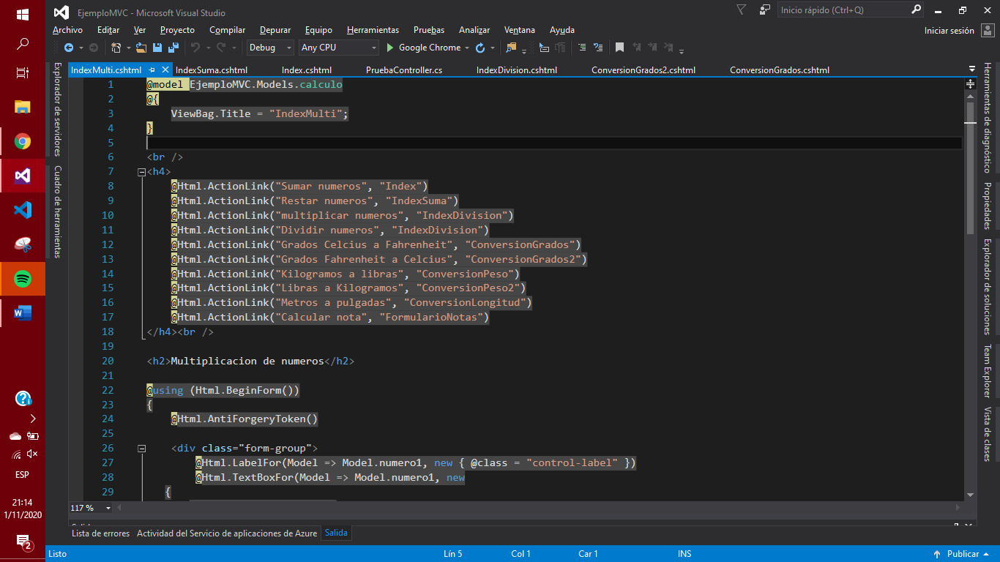 EjemploMVC - Microsoft Visual Studio
Inicio rápido (Ctrl+Q)
Archivo Editar Ver Proyecto Compilar Depurar Equipo Herramientas Pruebas Analizar Ventana Ayuda
Iniciar sesión
Debug Any CPU Google Chrome
IndexMulti.cshtml IndexSuma.cshtml Index.cshtml PruebaController.cs IndexDivision.cshtml ConversionGrados2.cshtml ConversionGrados.cshtml
Explorador de servidores
Cuadro de herramientas
1 @model EjemploMVC.Models.calculo
2 @{
3 ViewBag.Title = "IndexMulti";
4 }
5
6 <br />
7 <h4>
8 @Html.ActionLink("Sumar numeros", "Index")
9 @Html.ActionLink("Restar numeros", "IndexSuma")
10 @Html.ActionLink("multiplicar numeros", "IndexDivision")
11 @Html.ActionLink("Dividir numeros", "IndexDivision")
12 @Html.ActionLink("Grados Celcius a Fahrenheit", "ConversionGrados")
13 @Html.ActionLink("Grados Fahrenheit a Celcius", "ConversionGrados2")
14 @Html.ActionLink("Kilogramos a libras", "ConversionPeso")
15 @Html.ActionLink("Libras a Kilogramos", "ConversionPeso2")
16 @Html.ActionLink("Metros a pulgadas", "ConversionLongitud")
17 @Html.ActionLink("Calcular nota", "FormularioNotas")
18 </h4><br />
19
20 <h2>Multiplicacion de numeros</h2>
21
22 @using (Html.BeginForm())
23 {
24 @Html.AntiForgeryToken()
25
26 <div class="form-group">
27 @Html.LabelFor(Model => Model.numero1, new { @class = "control-label" })
28 @Html.TextBoxFor(Model => Model.numero1, new
29 {
Herramientas de diagnóstico
Propiedades
Explorador de soluciones
Team Explorer
Vista de clases
117 %
Salida
Lista de errores Actividad del Servicio de aplicaciones de Azure Salida
Listo Lín 5 Col 1 Car 1 INS Publicar
ESP
21:14
1/11/2020
2